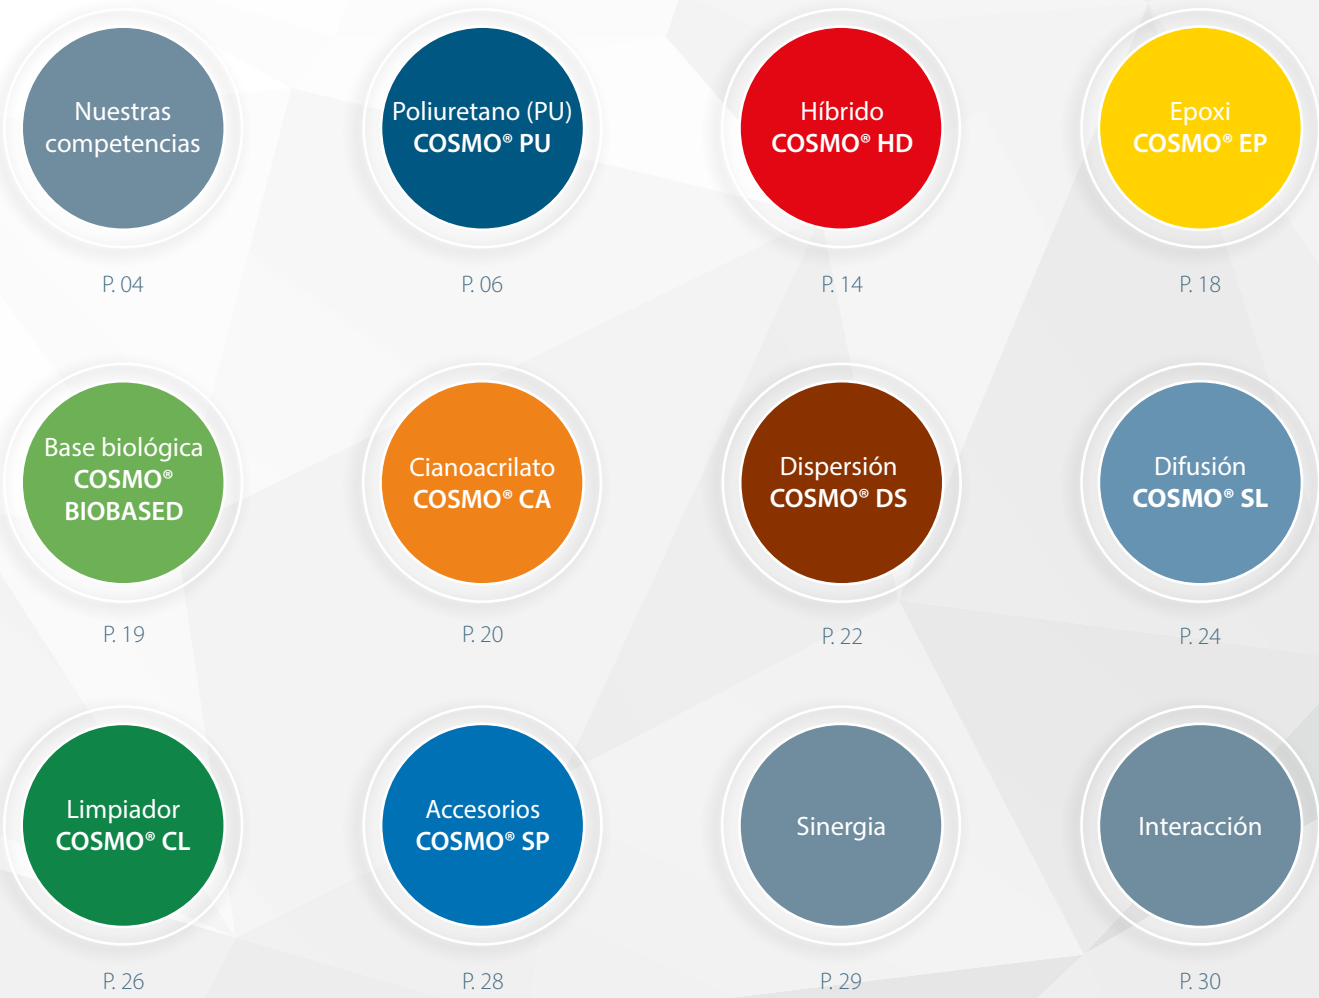 Nuestras
competencias
P. 04
Poliuretano (PU)
COSMO® PU
P. 06
Híbrido
COSMO® HD
P. 14
Epoxi
COSMO® EP
P. 18
Base biológica
COSMO®
BIOBASED
P. 19
Cianoacrilato
COSMO® CA
P. 20
Dispersión
COSMO® DS
P. 22
Difusión
COSMO® SL
P. 24
Limpiador
COSMO® CL
P. 26
Accesorios
COSMO® SP
P. 28
Sinergia
P. 29
Interacción
P. 30